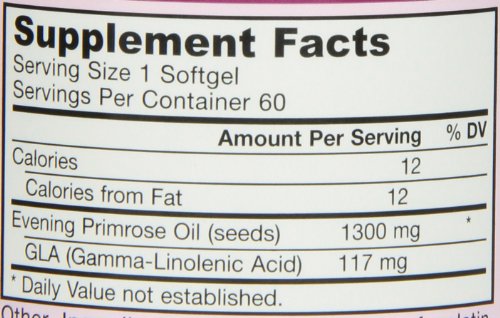 Supplement Facts
Serving Size 1 Softgel
Servings Per Container 60
Amount Per Serving % DV
Calories 12
Calories from Fat 12
Evening Primrose Oil (seeds) 1300 mg *
GLA (Gamma-Linolenic Acid) 117 mg
* Daily Value not established.